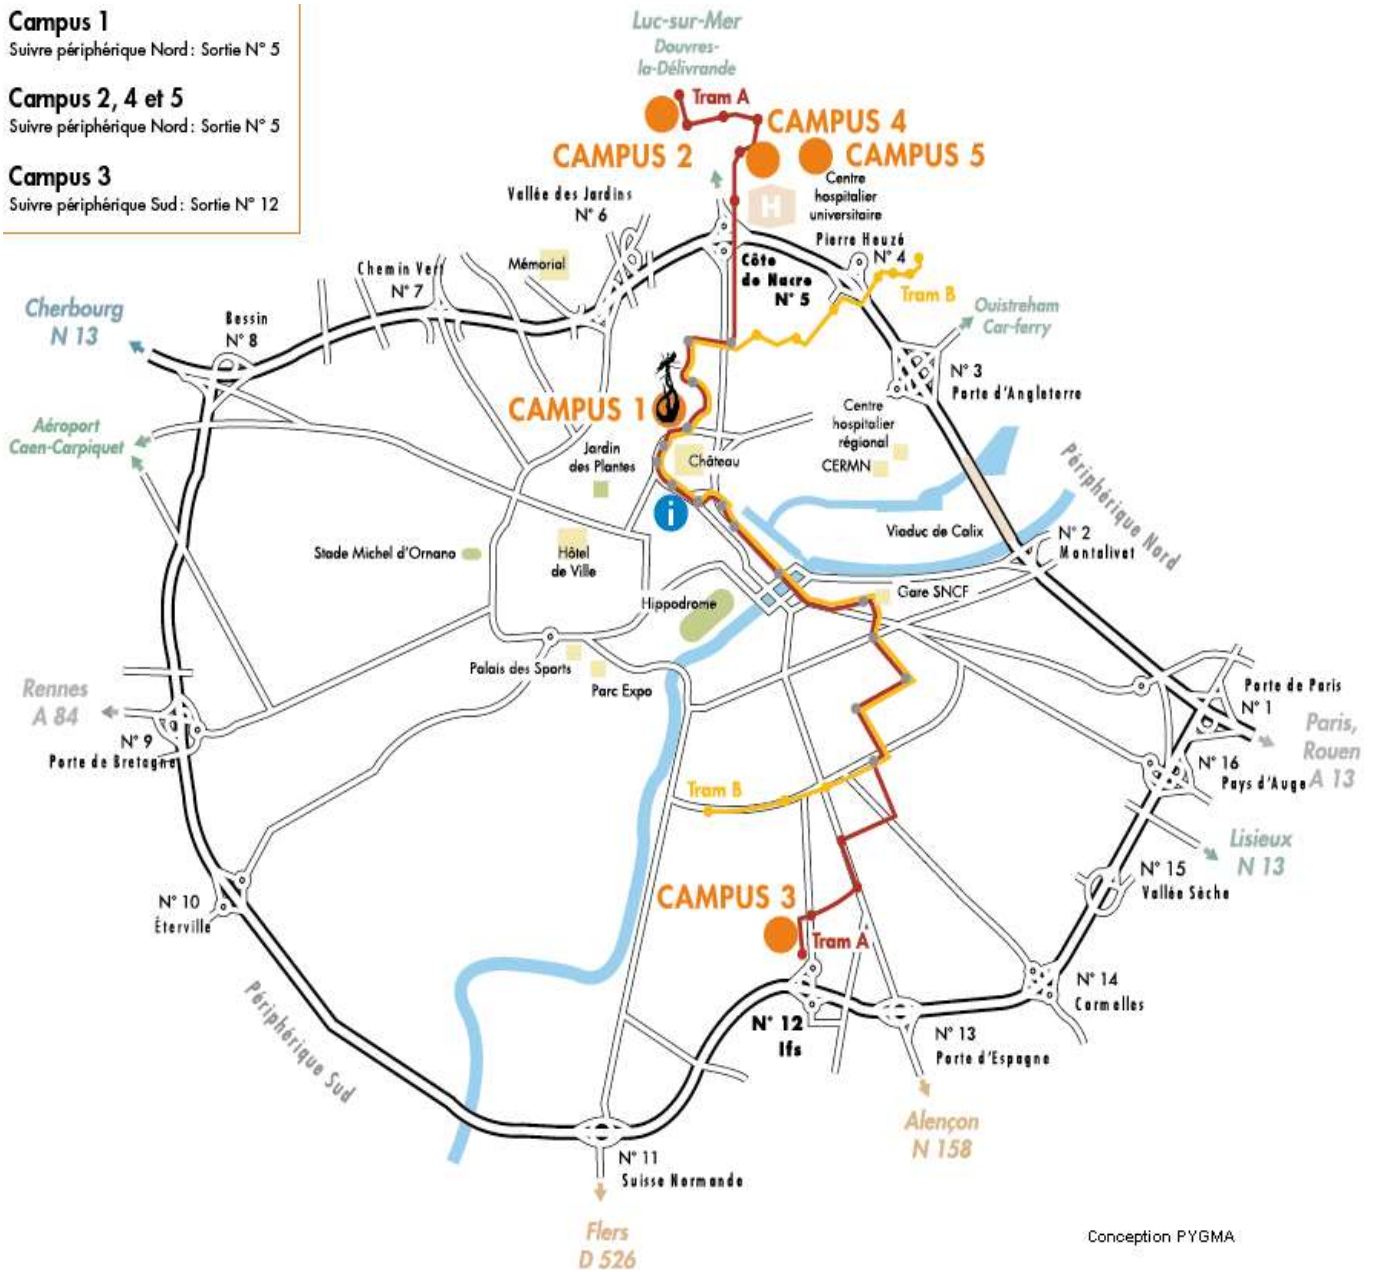 Campus 1
Suivre périphérique Nord : Sortie N° 5
Campus 2, 4 et 5
Suivre périphérique Nord : Sortie N° 5
Campus 3
Suivre périphérique Sud : Sortie N° 12
Luc-sur-Mer
Douvres-
la-Délivrande
Tram A
CAMPUS 4
CAMPUS 2
CAMPUS 5
Centre
hospitalier
universitaire
H
Vallée des Jardins
N° 6
Pierre Heuzé
N° 4
Mémorial
Côte
de Nacre
N° 5
Tram B
Chemin Vert
N° 7
Ouistreham
Car-ferry
Cherbourg
N 13
Bessin
N° 8
N° 3
Porte d'Angleterre
CAMPUS 1
Centre
hospitalier
régional
CERMN
Aéroport
Caen-Carpiquet
Jardin
des Plantes
Château
Périphérique Nord
i
Viaduc de Calix
N° 2
Montalivet
Stade Michel d'Ornano
Hôtel
de Ville
Hippodrome
Gare SNCF
Palais des Sports
Parc Expo
Rennes
A 84
N° 9
Porte de Bretagne
Porte de Paris
N° 1
Paris,
Rouen
A 13
N° 16
Pays d'Auge
Tram B
Lisieux
N 13
N° 15
Vallée Sèche
CAMPUS 3
Tram A
N° 10
Éterville
N° 14
Cormelles
Périphérique Sud
N° 12
Ifs
N° 13
Porte d'Espagne
Alençon
N 158
N° 11
Suisse Normande
Flers
D 526
Conception PYGMA